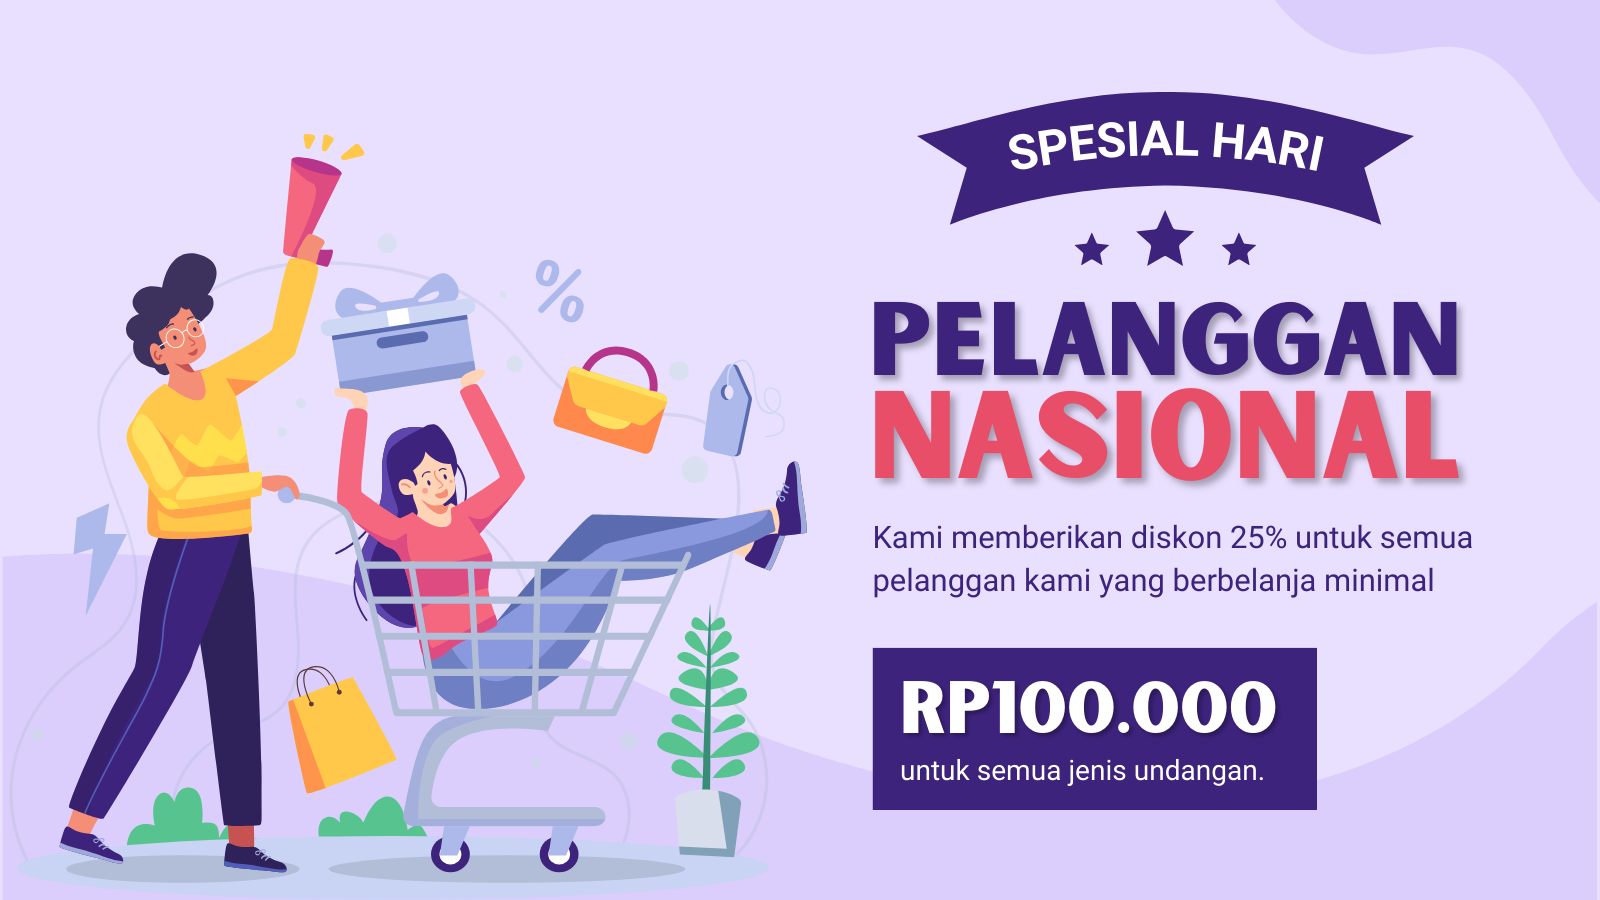 SPESIAL HARI
PELANGGAN
NASIONAL
Kami memberikan diskon 25% untuk semua
pelanggan kami yang berbelanja minimal
RP100.000
untuk semua jenis undangan.
%